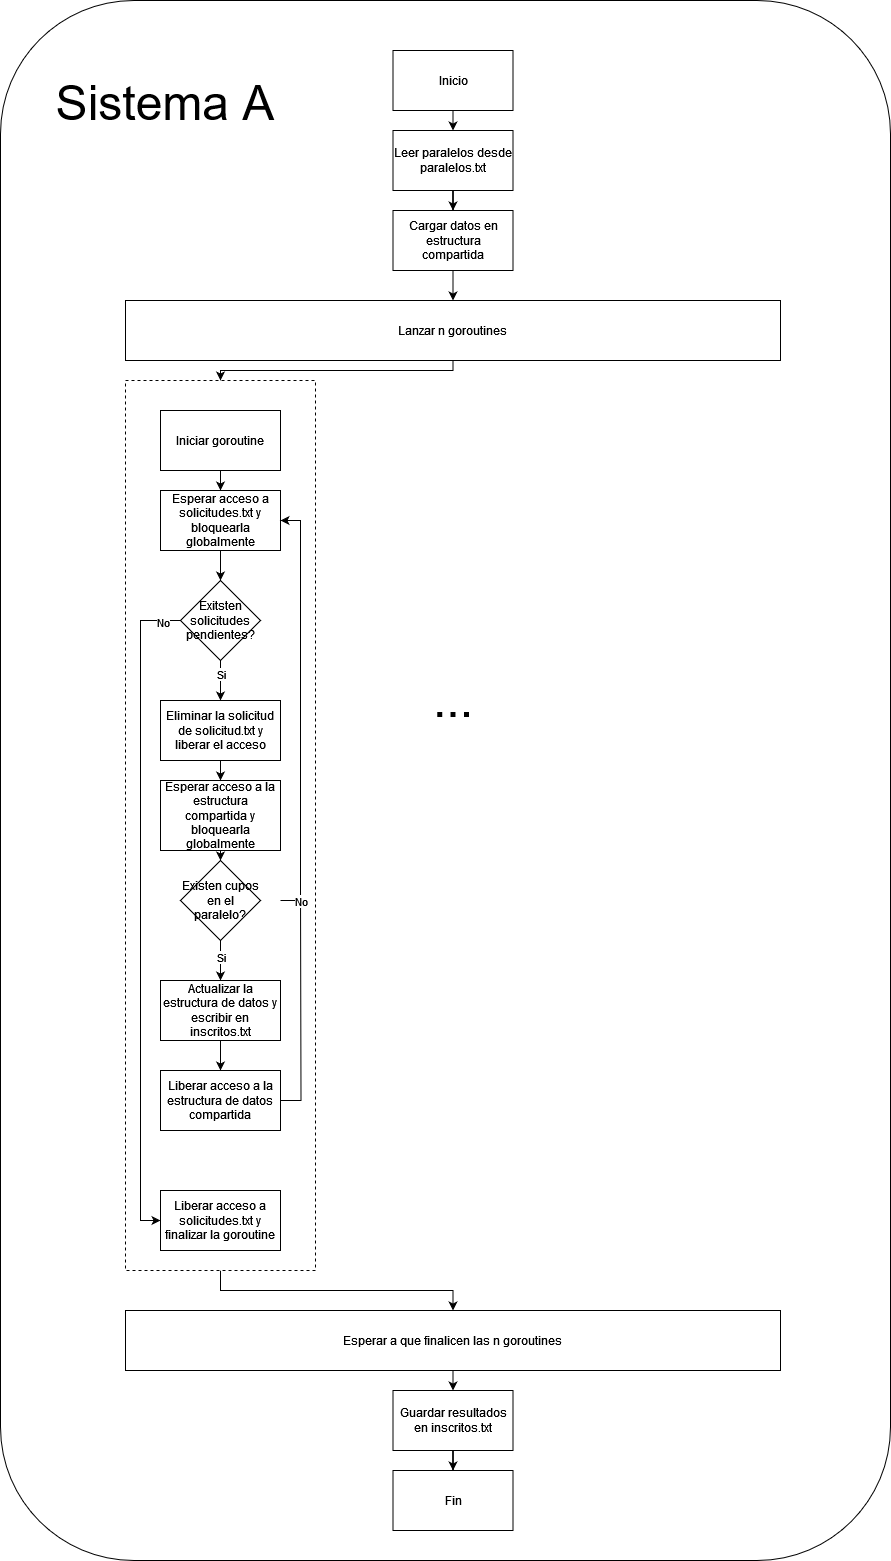 Sistema A
Inicio
Leer paralelos desde
paralelos.txt
Cargar datos en
estructura
compartida
Lanzar n goroutines
Iniciar goroutine
Esperar acceso a
solicitudes.txt y
bloquearla
globalmente
Exitsten
solicitudes
pendientes?
No
Si
Eliminar la solicitud
de solicitud.txt y
liberar el acceso
...
Esperar acceso a la
estructura
compartida y
bloquearla
globalmente
Existen cupos
en el
paralelo?
No
Si
Actualizar la
estructura de datos y
escribir en
inscritos.txt
Liberar acceso a la
estructura de datos
compartida
Liberar acceso a
solicitudes.txt y
finalizar la goroutine
Esperar a que finalicen las n goroutines
Guardar resultados
en inscritos.txt
Fin